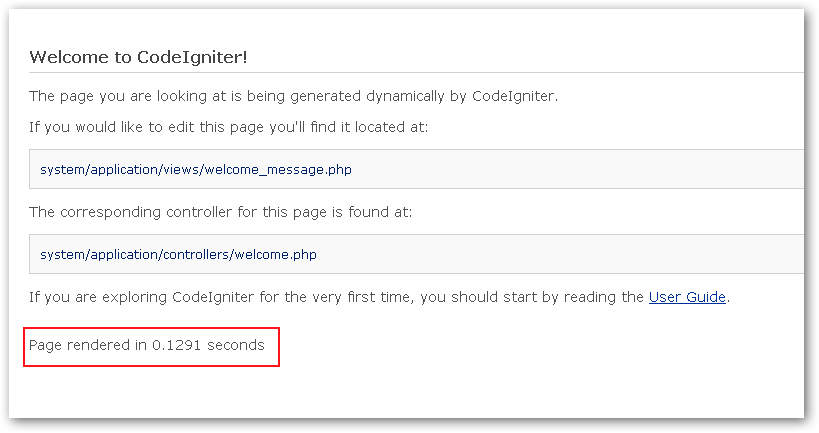 Welcome to CodeIgniter!
The page you are looking at is being generated dynamically by CodeIgniter.
If you would like to edit this page you'll find it located at:
system/application/views/welcome_message.php
The corresponding controller for this page is found at:
system/application/controllers/welcome.php
If you are exploring CodeIgniter for the very first time, you should start by reading the User Guide.
Page rendered in 0.1291 seconds